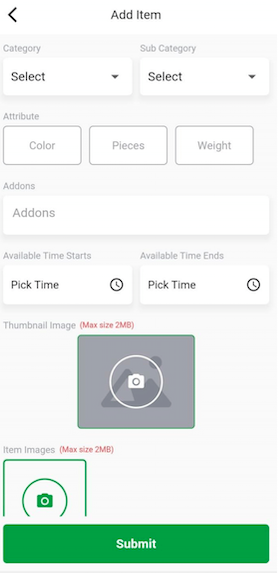 Add Item
Category Sub Category
Select Select
Attribute
Color Pieces Weight
Addons
Addons
Available Time Starts Available Time Ends
Pick Time Pick Time
Thumbnail Image (Max size 2MB)
Item Images (Max size 2MB)
Submit